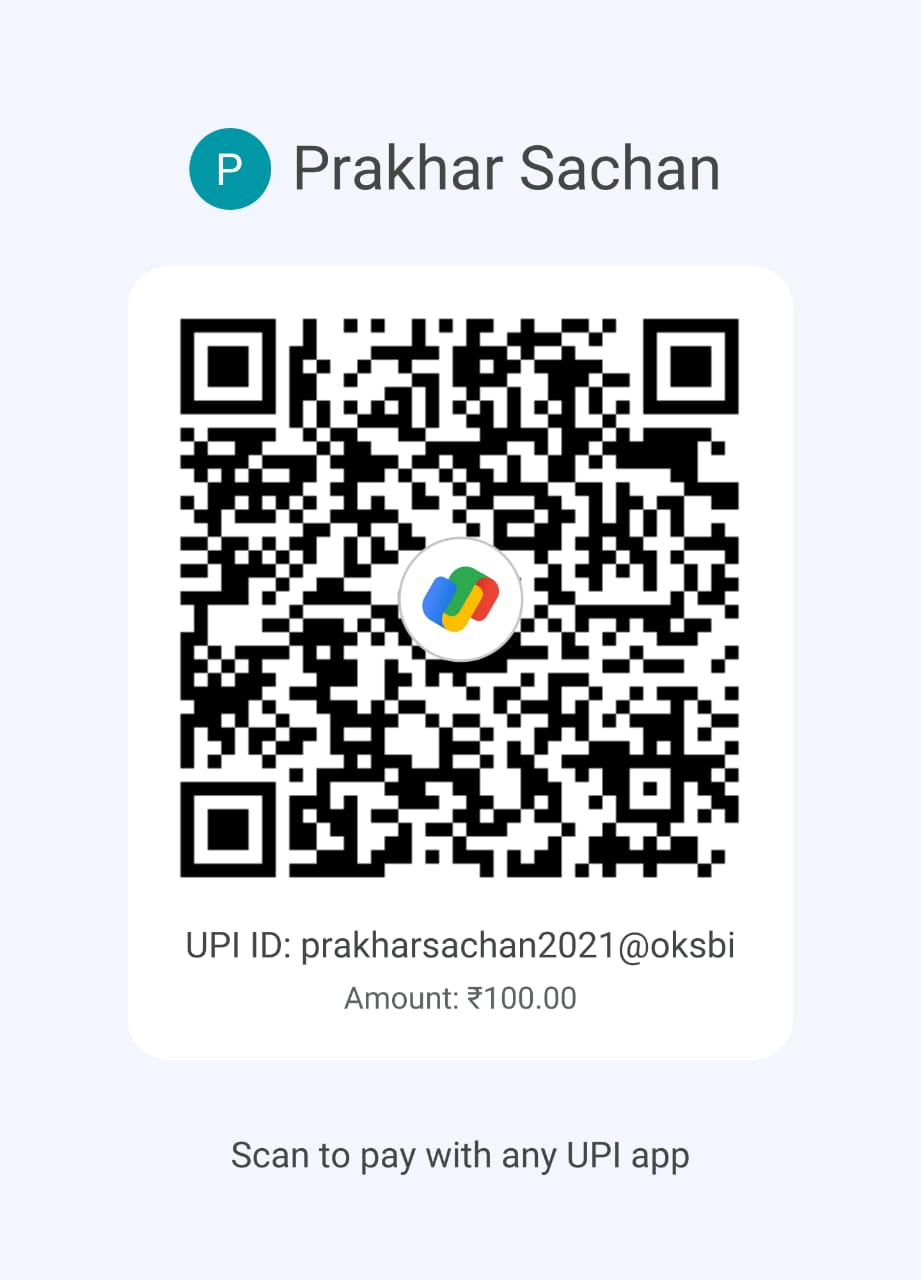 P Prakhar Sachan
UPI ID: prakharsachan2021@oksbi
Amount: ₹100.00
Scan to pay with any UPI app